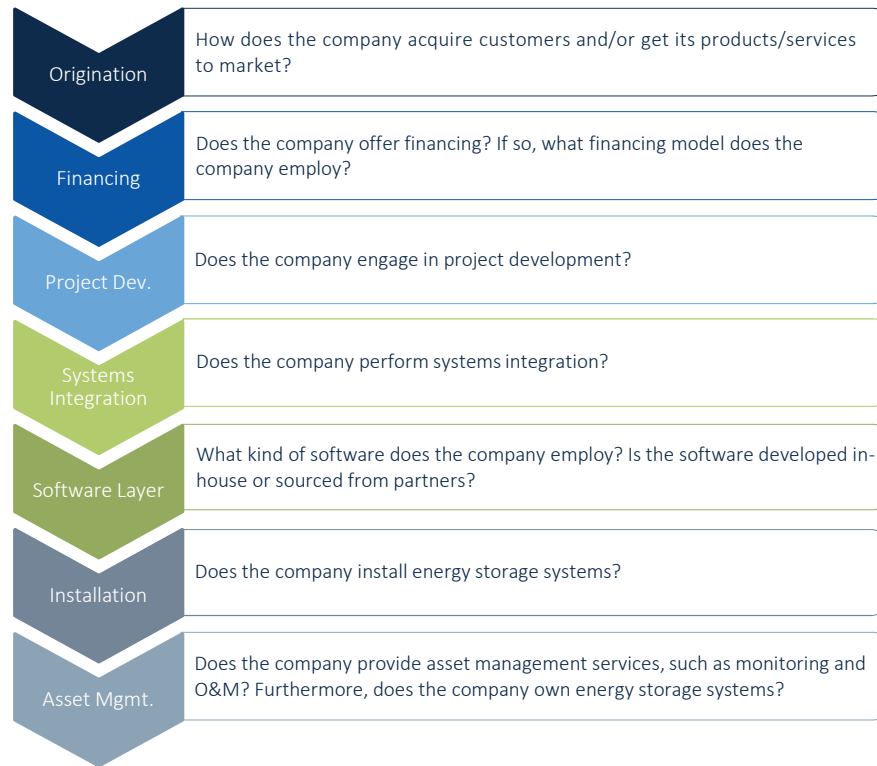 Origination
How does the company acquire customers and/or get its products/services
to market?
Financing
Does the company offer financing? If so, what financing model does the
company employ?
Project Dev.
Does the company engage in project development?
Systems
Integration
Does the company perform systems integration?
Software Layer
What kind of software does the company employ? Is the software developed in-
house or sourced from partners?
Installation
Does the company install energy storage systems?
Asset Mgmt.
Does the company provide asset management services, such as monitoring and
O&M? Furthermore, does the company own energy storage systems?